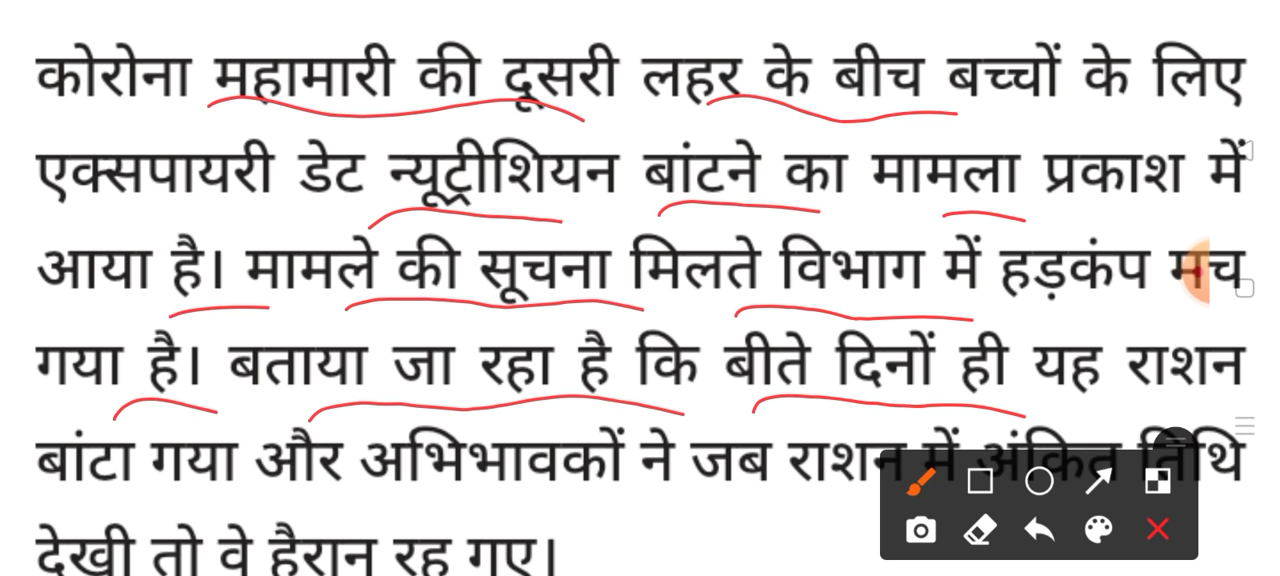 कोरोना महामारी की दूसरी लहर के बीच बच्चों के लिए
एक्सपायरी डेट न्यूट्रीशियन बांटने का मामला प्रकाश में
आया है। मामले की सूचना मिलते विभाग में हड़कंप मच
गया है। बताया जा रहा है कि बीते दिनों ही यह राशन
बांटा गया और अभिभावकों ने जब राशन में अंकित तिथि
देखी तो वे हैरान रह गए।